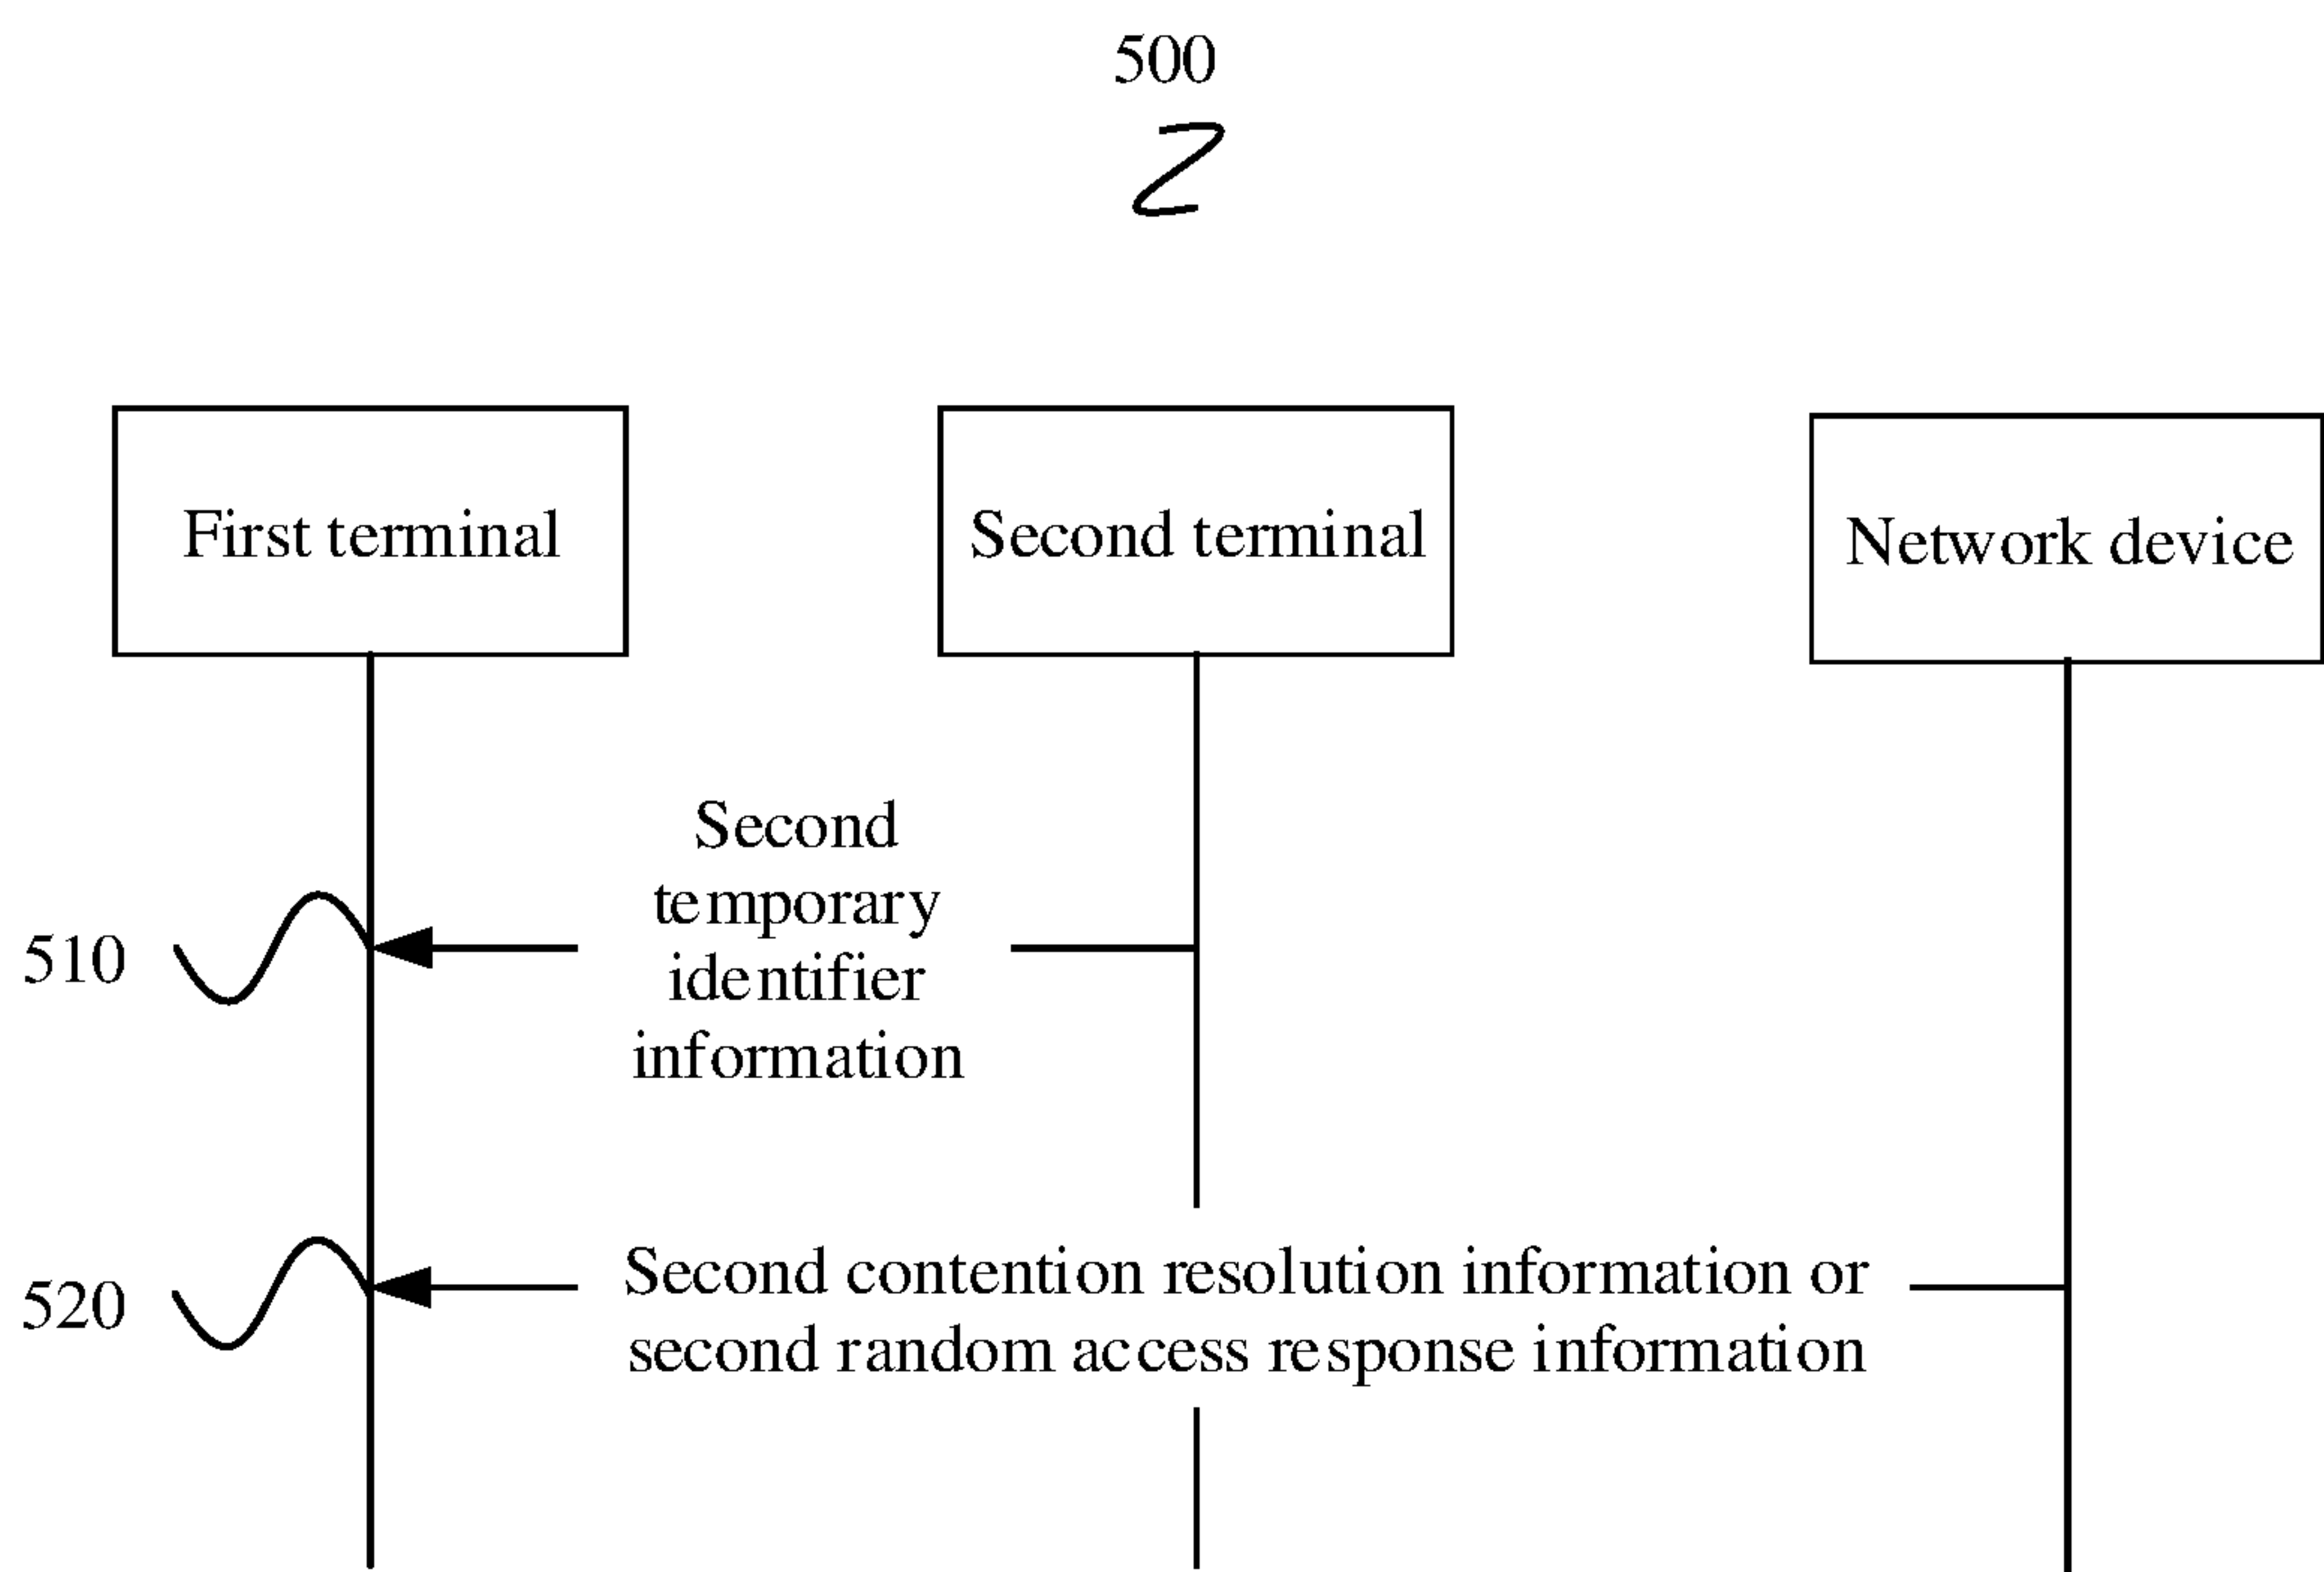 500
First terminal
Second terminal
Network device
Second
temporary
identifier
information
510
Second contention resolution information or
second random access response information
520